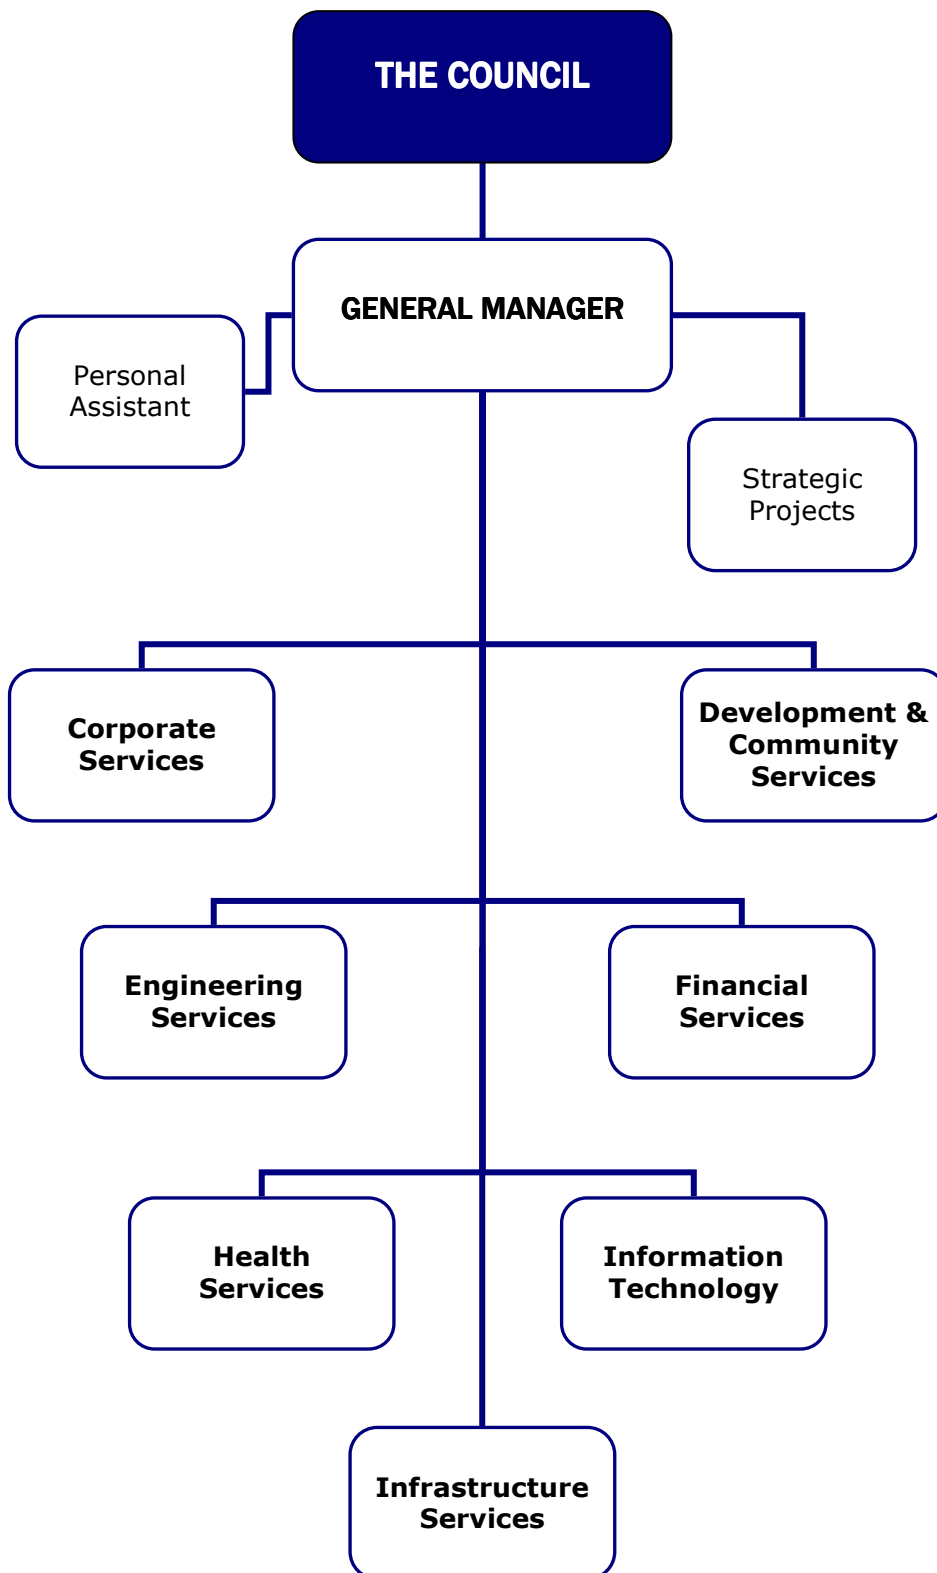 THE COUNCIL
GENERAL MANAGER
Personal
Assistant
Strategic
Projects
Corporate
Services
Development &
Community
Services
Engineering
Services
Financial
Services
Health
Services
Information
Technology
Infrastructure
Services